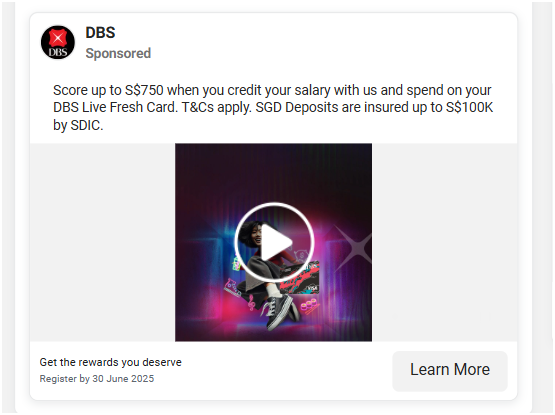 DBS
Sponsored
DBS
Score up to S$750 when you credit your salary with us and spend on your
DBS Live Fresh Card. T&Cs apply. SGD Deposits are insured up to S$100K
by SDIC.
VISA
Get the rewards you deserve
Register by 30 June 2025
Learn More